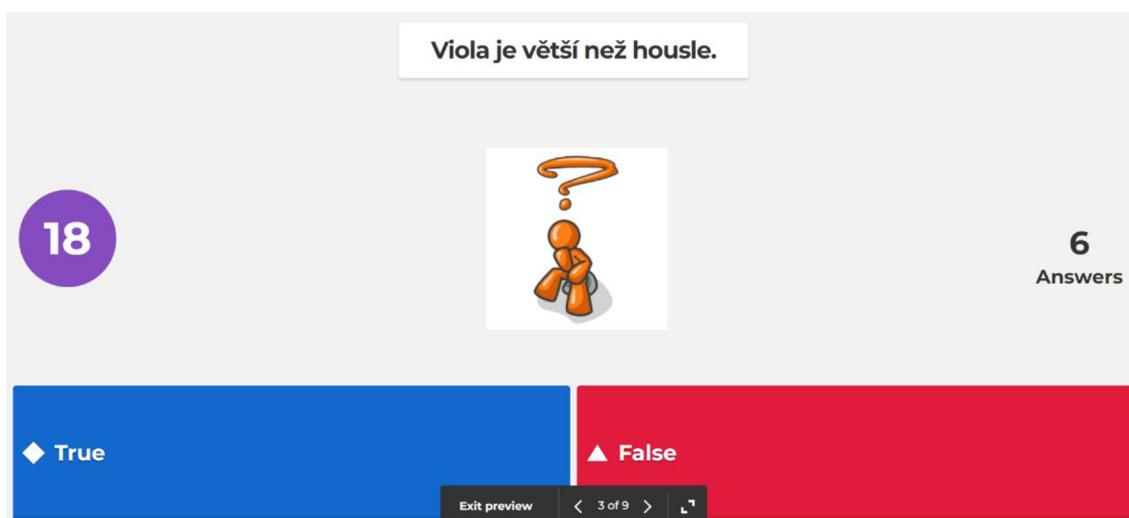 Viola je větší než housle.
18
6
Answers
True
False
Exit preview
3 of 9